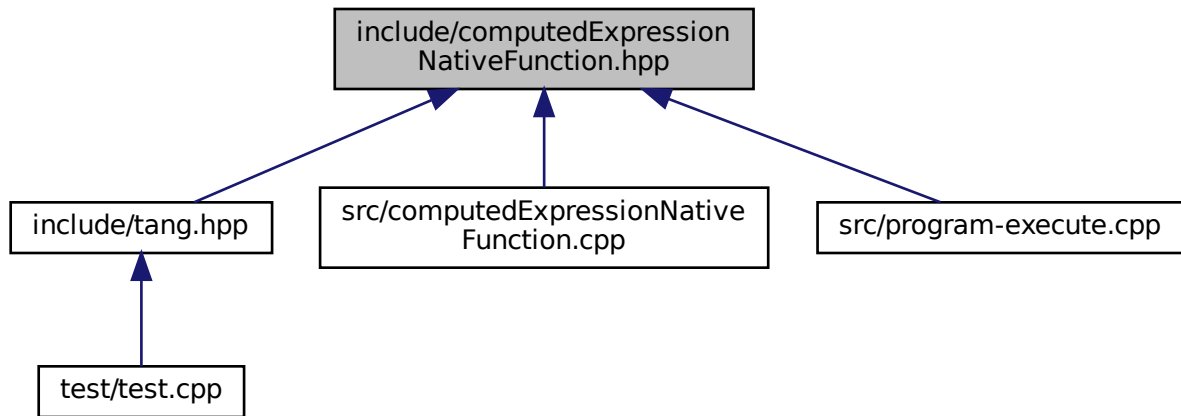 include/computedExpression
NativeFunction.hpp
include/tang.hpp
src/computedExpressionNative
Function.cpp
src/program-execute.cpp
test/test.cpp